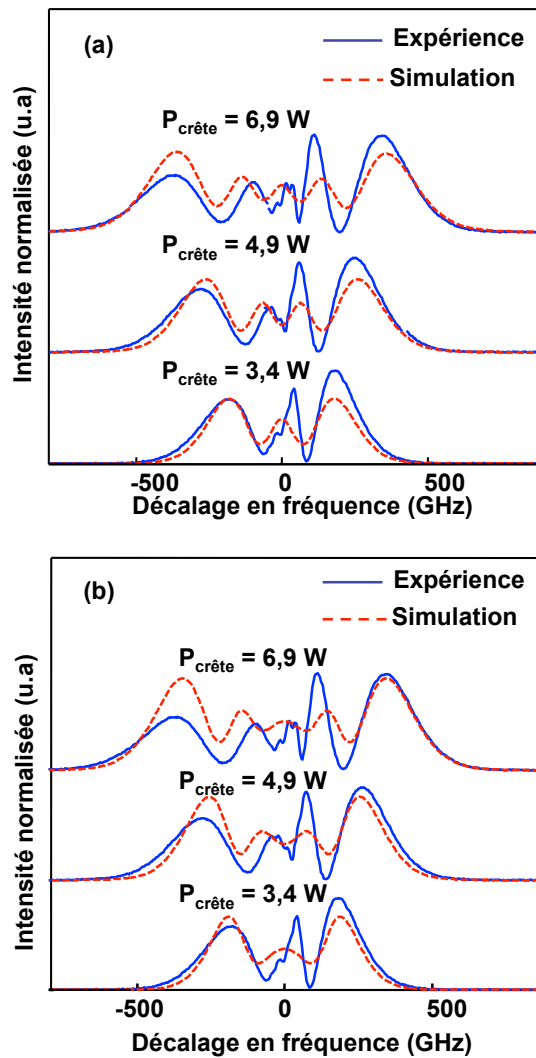 (a)
Expérience
Simulation
P crête = 6,9 W
P crête = 4,9 W
P crête = 3,4 W
Intensité normalisée (u.a)
-500 0 500
Décalage en fréquence (GHz)
(b)
Expérience
Simulation
P crête = 6,9 W
P crête = 4,9 W
P crête = 3,4 W
Intensité normalisée (u.a)
-500 0 500
Décalage en fréquence (GHz)